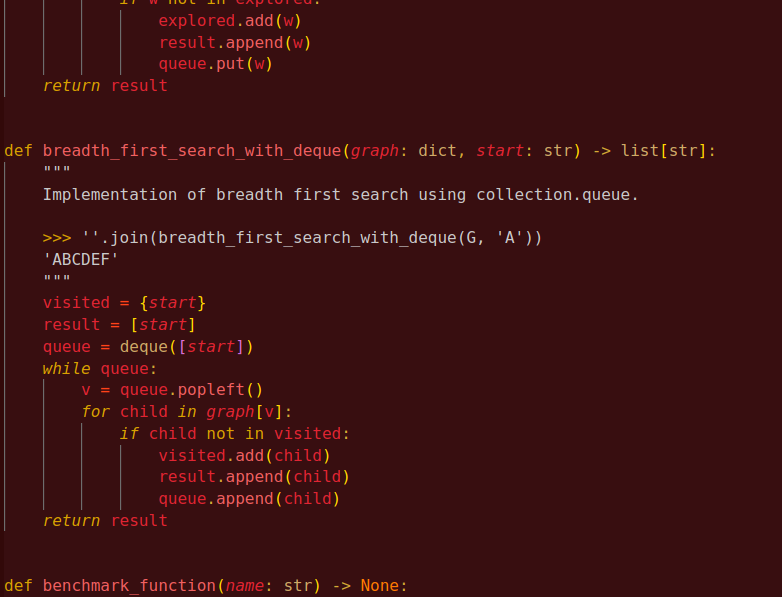 if w not in explored:
explored.add(w)
result.append(w)
queue.put(w)
return result
def breadth_first_search_with_deque(graph: dict, start: str) -> list[str]:
"""
Implementation of breadth first search using collection.queue.
>>> ''.join(breadth_first_search_with_deque(G, 'A'))
'ABCDEF'
"""
visited = {start}
result = [start]
queue = deque([start])
while queue:
v = queue.popleft()
for child in graph[v]:
if child not in visited:
visited.add(child)
result.append(child)
queue.append(child)
return result
def benchmark_function(name: str) -> None: